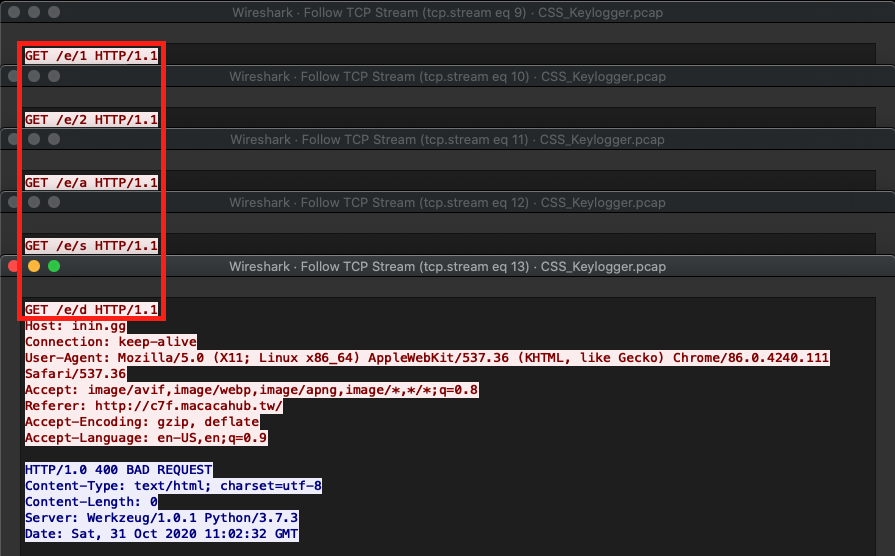 Wireshark · Follow TCP Stream (tcp.stream eq 9) · CSS_Keylogger.pcap
GET /e/1 HTTP/1.1
Wireshark · Follow TCP Stream (tcp.stream eq 10) · CSS_Keylogger.pcap
GET /e/2 HTTP/1.1
Wireshark · Follow TCP Stream (tcp.stream eq 11) · CSS_Keylogger.pcap
GET /e/a HTTP/1.1
Wireshark · Follow TCP Stream (tcp.stream eq 12) · CSS_Keylogger.pcap
GET /e/s HTTP/1.1
Wireshark · Follow TCP Stream (tcp.stream eq 13) · CSS_Keylogger.pcap
GET /e/d HTTP/1.1
Host: inin.gg
Connection: keep-alive
User-Agent: Mozilla/5.0 (X11; Linux x86_64) AppleWebKit/537.36 (KHTML, like Gecko) Chrome/86.0.4240.111
Safari/537.36
Accept: image/avif,image/webp,image/apng,image/*,*/*;q=0.8
Referer: http://c7f.macacahub.tw/
Accept-Encoding: gzip, deflate
Accept-Language: en-US,en;q=0.9
HTTP/1.0 400 BAD REQUEST
Content-Type: text/html; charset=utf-8
Content-Length: 0
Server: Werkzeug/1.0.1 Python/3.7.3
Date: Sat, 31 Oct 2020 11:02:32 GMT